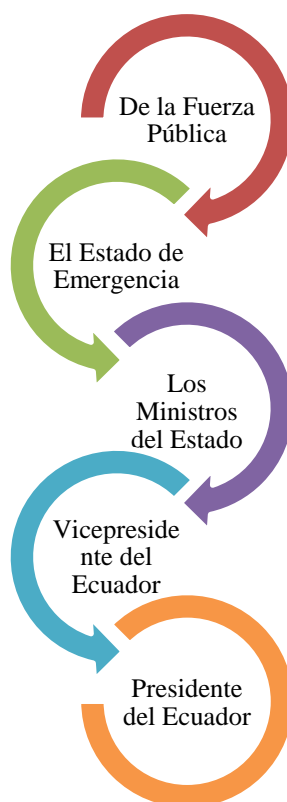 De la Fuerza
Pública
El Estado de
Emergencia
Los
Ministros
del Estado
Vicepreside
nte del
Ecuador
Presidente
del Ecuador